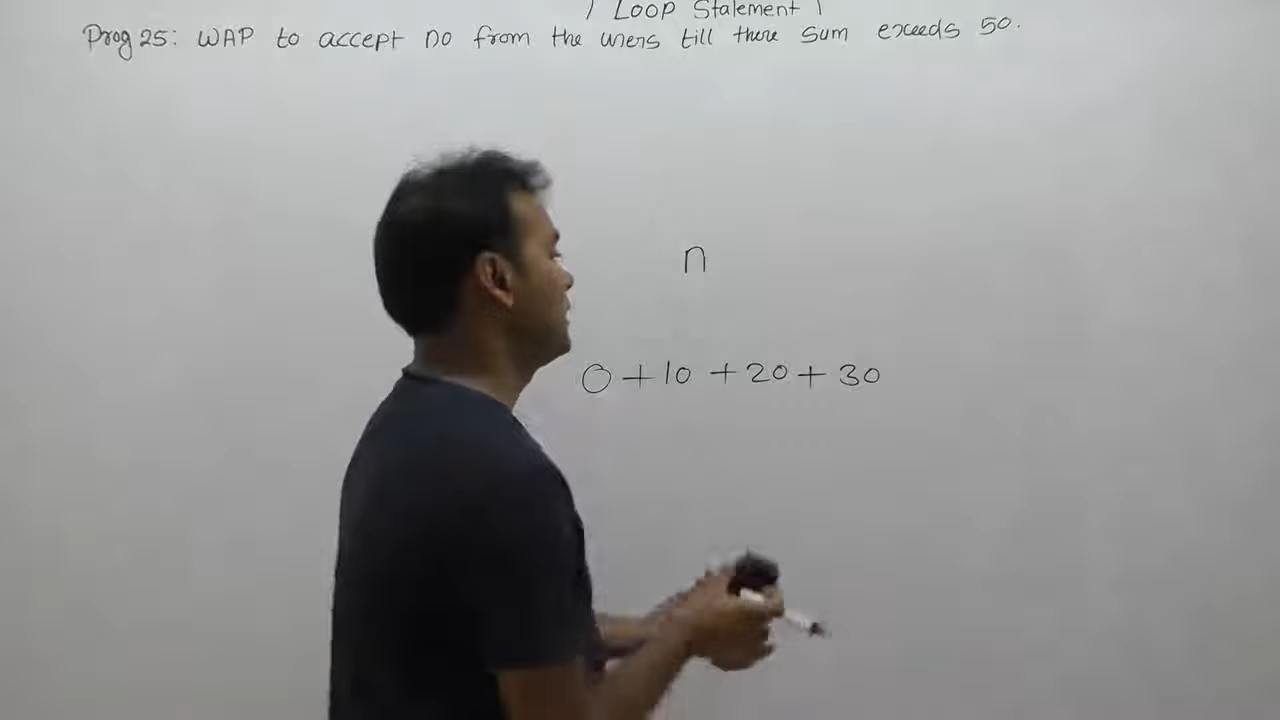 Loop Statement
Prog 25: WAP to accept no from the users till there sum exceeds 50.
n
0 + 10 + 20 + 30